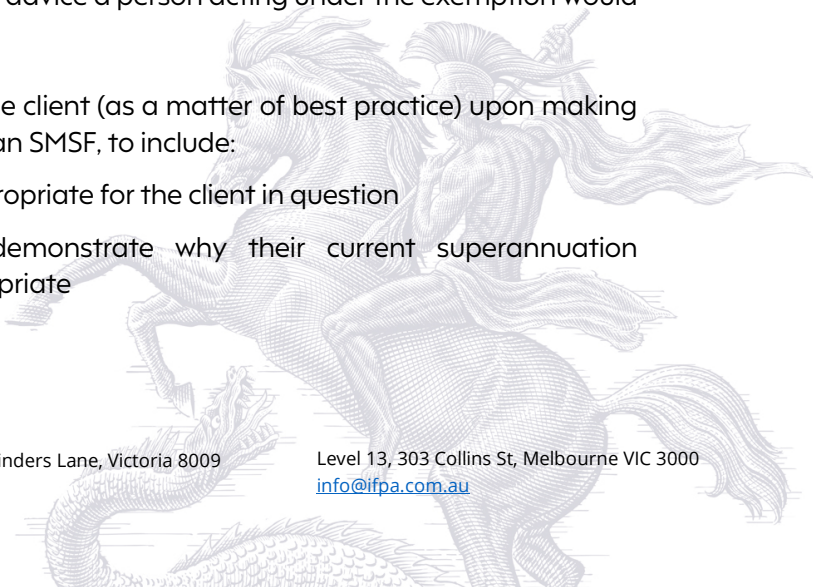 advice a person acting under the exemption would
e client (as a matter of best practice) upon making
an SMSF, to include:
ropriate for the client in question
demonstrate why their current superannuation
priate
inders Lane, Victoria 8009
Level 13, 303 Collins St, Melbourne VIC 3000
info@ifpa.com.au